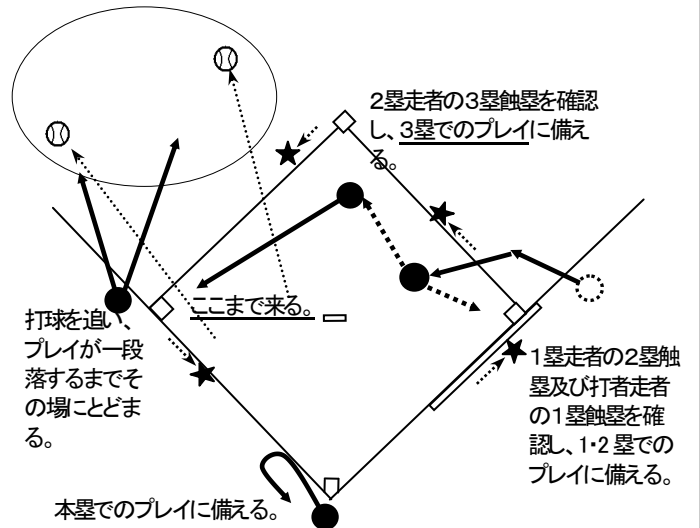 ２塁走者の３塁蝕塁を確認
し、３塁でのプレイに備え
る。
ここまで来る。
打球を追い、
プレイが一段
落するまでそ
の場にとどま
る。
１塁走者の２塁触
塁及び打者走者
の１塁蝕塁を確
認し、1・2 塁での
プレイに備える。
本塁でのプレイに備える。